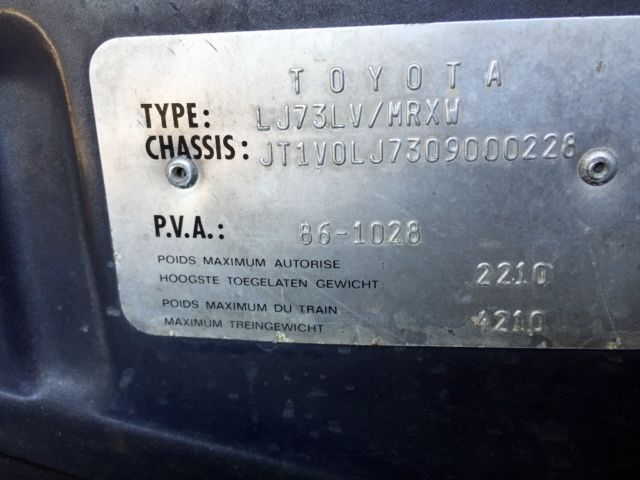 TOYOTA
TYPE: LJ73LV/MRXW
CHASSIS: JT1V0LJ7309000228
P.V.A.: 86-1028
POIDS MAXIMUM AUTORISE
HOOGSTE TOEGELATEN GEWICHT : 2210
POIDS MAXIMUM DU TRAIN
MAXIMUM TREINGEWICHT : 4210